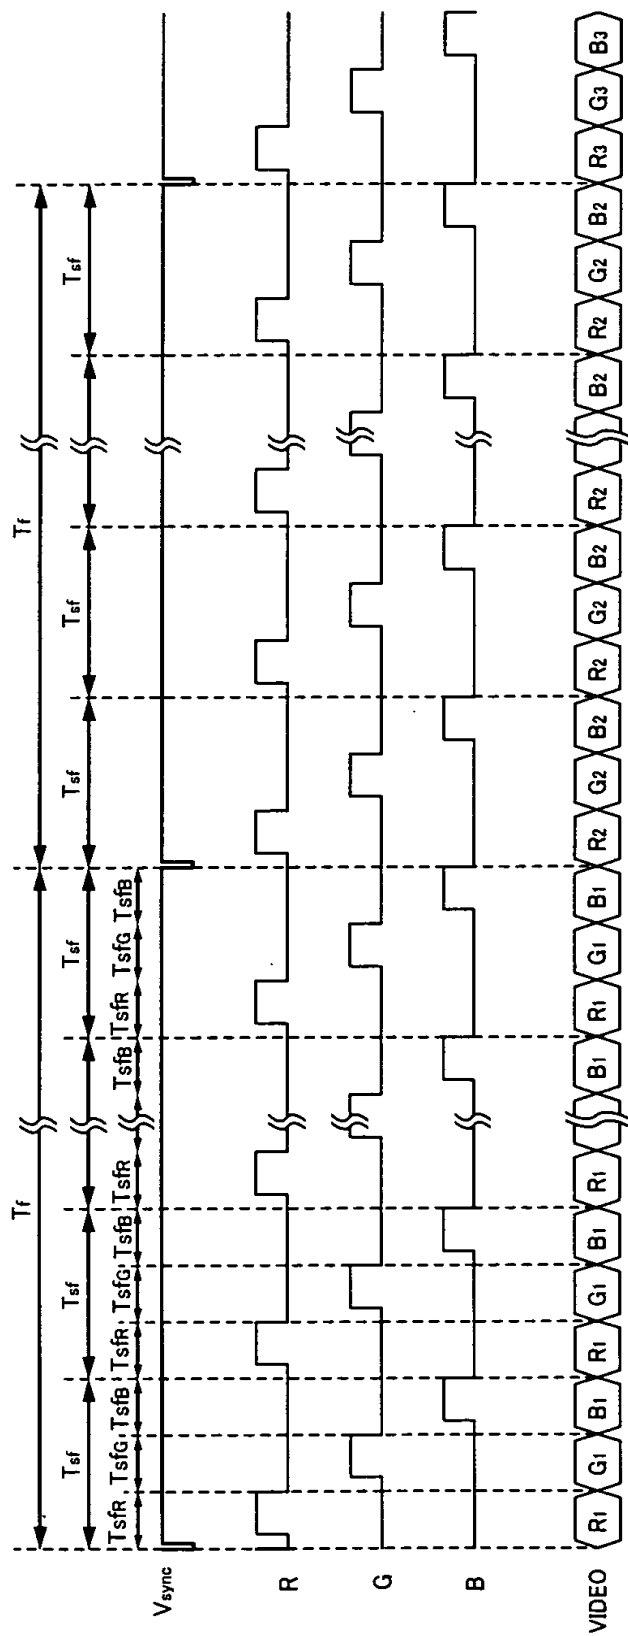 Tf Tf
Tsf Tsf Tsf Tsf Tsf Tsf
TsfR TsfG TsfB TsfR TsfG TsfB TsfR TsfB TsfR TsfG TsfB
Vsync
R
G
B
VIDEO R1 G1 B1 R1 G1 B1 R1 B1 R1 G1 B1 R2 G2 B2 R2 G2 B2 R2 B2 R2 G2 B2 R3 G3 B3